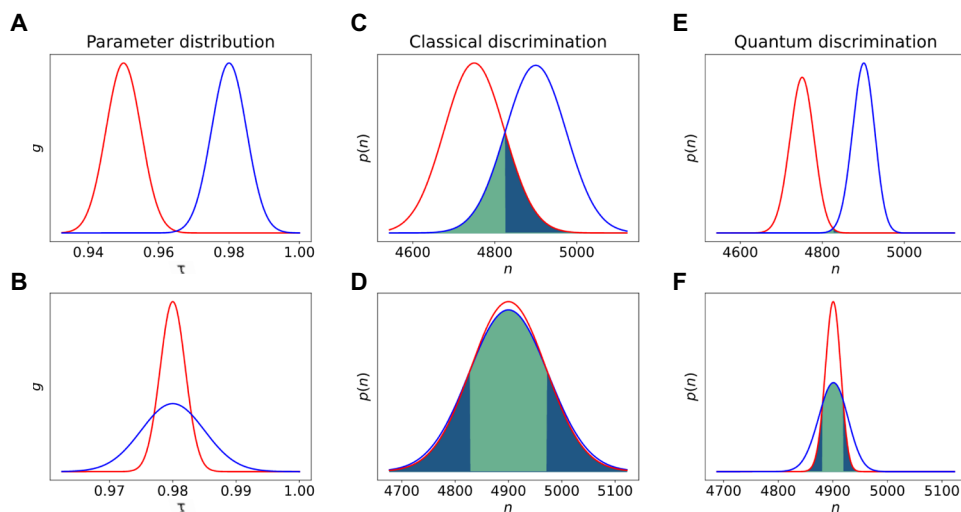 A
Parameter distribution
g
0.94 0.96 0.98 1.00
τ
C
Classical discrimination
p(n)
4600 4800 5000
n
E
Quantum discrimination
p(n)
4600 4800 5000
n
B
g
0.97 0.98 0.99 1.00
τ
D
p(n)
4700 4800 4900 5000 5100
n
F
p(n)
4700 4800 4900 5000 5100
n